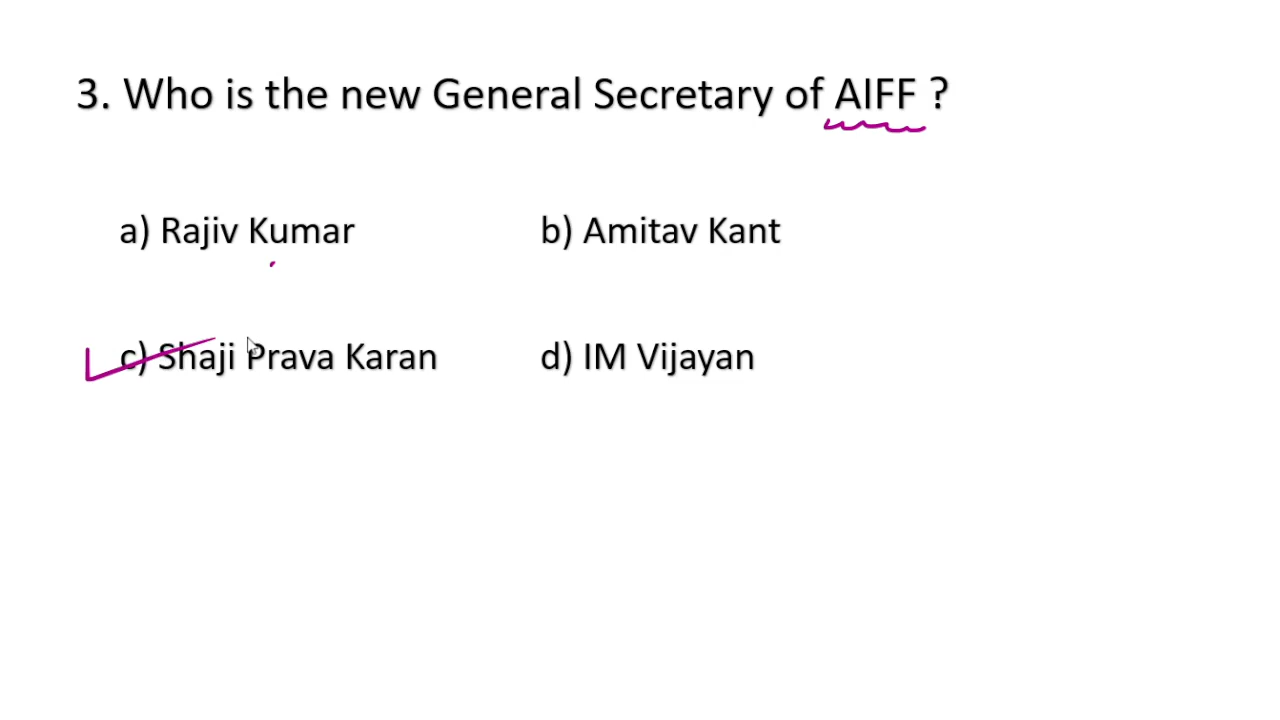 3. Who is the new General Secretary of AIFF ?
a) Rajiv Kumar b) Amitav Kant
c) Shaji Prava Karan d) IM Vijayan